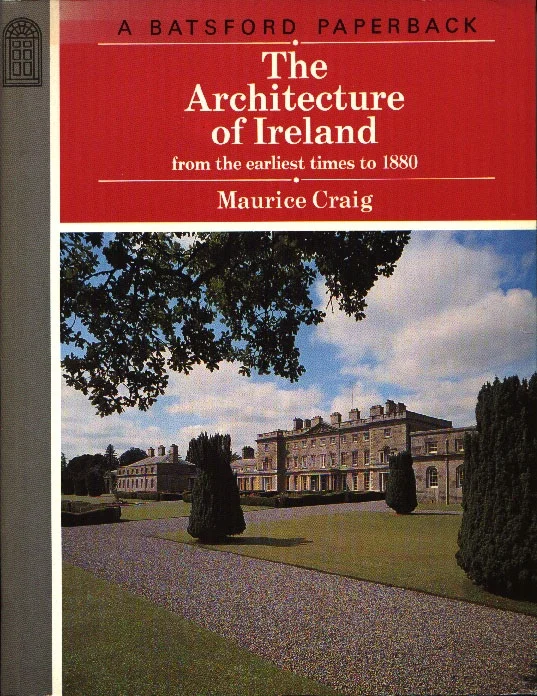 A BATSFORD PAPERBACK
The
Architecture
of Ireland
from the earliest times to 1880
Maurice Craig